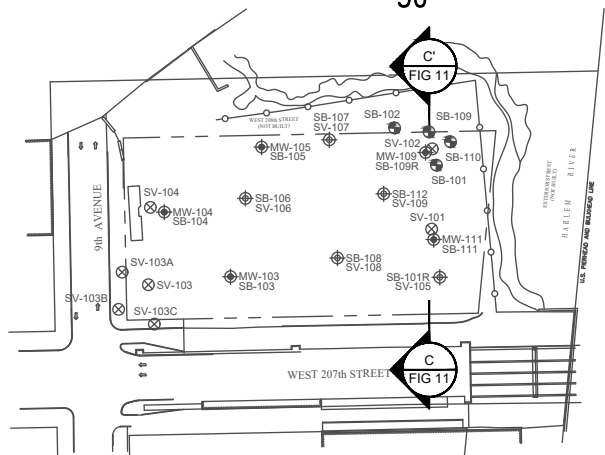 C'
FIG 11
WEST 208th STREET
(NOT BUILT)
SB-107
SV-107
SB-102
SB-109
SV-102
MW-109
SB-109R
SB-110
SB-101
MW-105
SB-105
9th AVENUE
SV-104
MW-104
SB-104
SB-106
SV-106
SB-112
SV-109
SV-101
MW-111
SB-111
EXTERIOR STREET
(NOT BUILT)
HARLEM RIVER
U.S. PIERHEAD AND BULKHEAD LINE
SV-103A
SV-103
SV-103B
SV-103C
MW-103
SB-103
SB-108
SV-108
SB-101R
SV-105
WEST 207th STREET
C
FIG 11